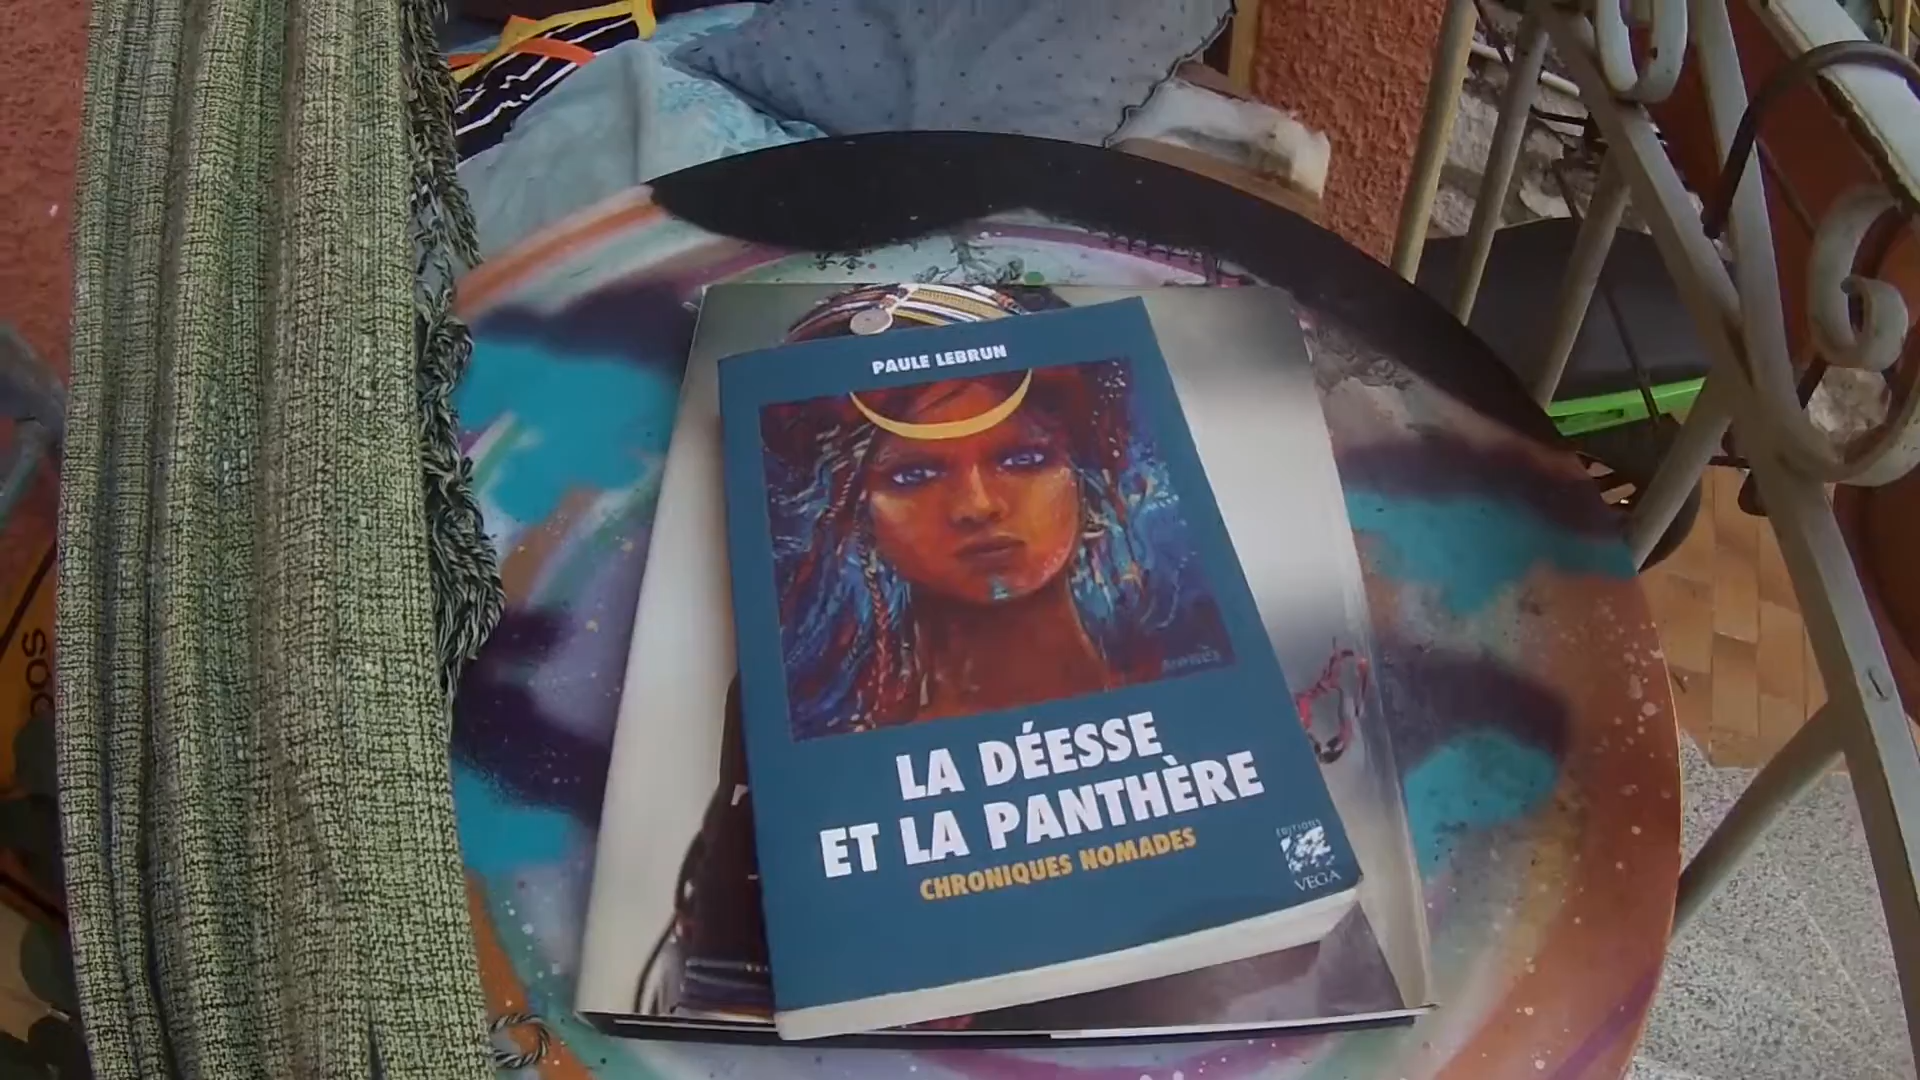 PAULE LEBRUN
LA DÉESSE
ET LA PANTHÈRE
CHRONIQUES NOMADES
EDITIONS
VEGA